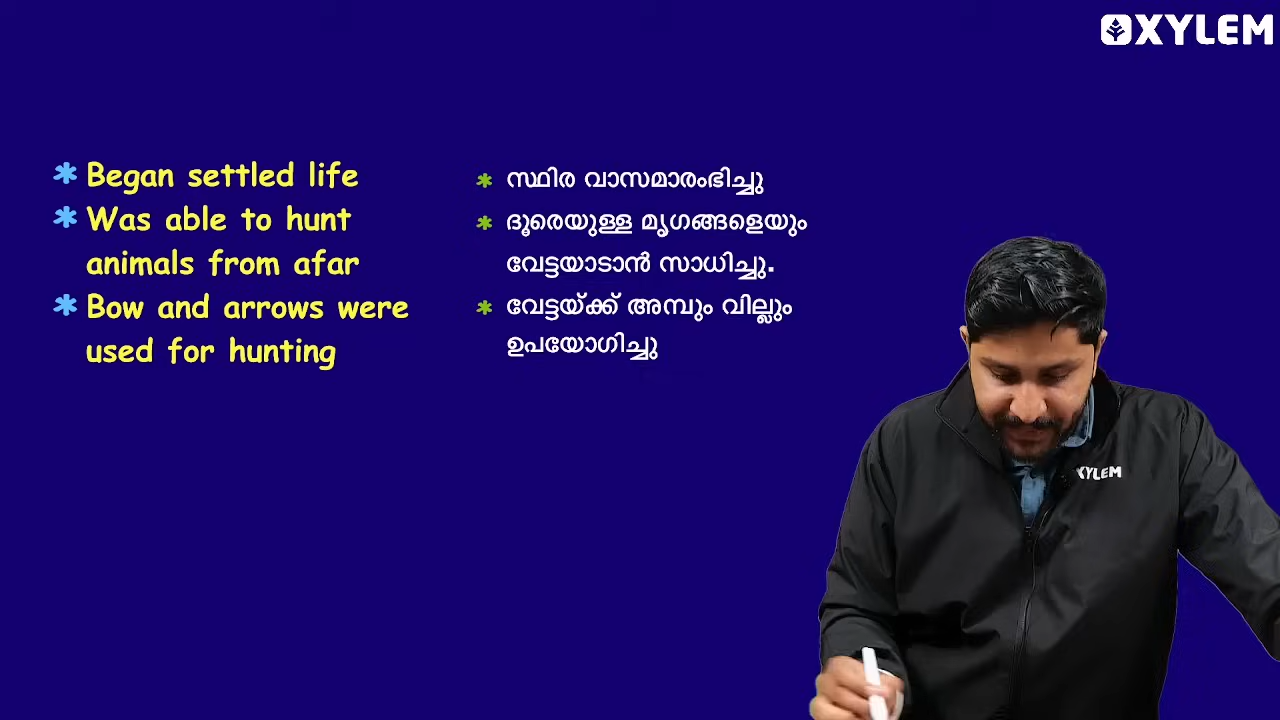 XYLEM
Began settled life
Was able to hunt
animals from afar
Bow and arrows were
used for hunting
സ്ഥിര വാസമാരംഭിച്ചു
ദൂരെയുള്ള മൃഗങ്ങളെയും
വേട്ടയാടാൻ സാധിച്ചു.
വേട്ടയ്ക്ക് അമ്പും വില്ലും
ഉപയോഗിച്ചു
XYLEM